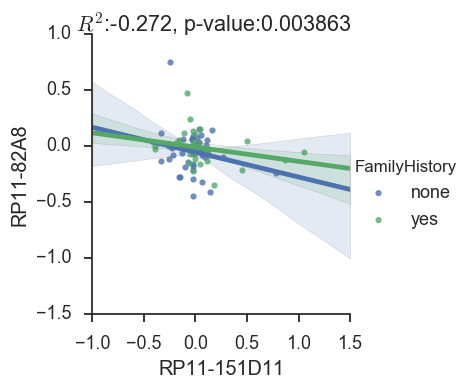 R²:-0.272, p-value:0.003863
1.0
0.5
0.0
−0.5
−1.0
−1.5
RP11-82A8
−1.0 −0.5 0.0 0.5 1.0 1.5
RP11-151D11
FamilyHistory
none
yes